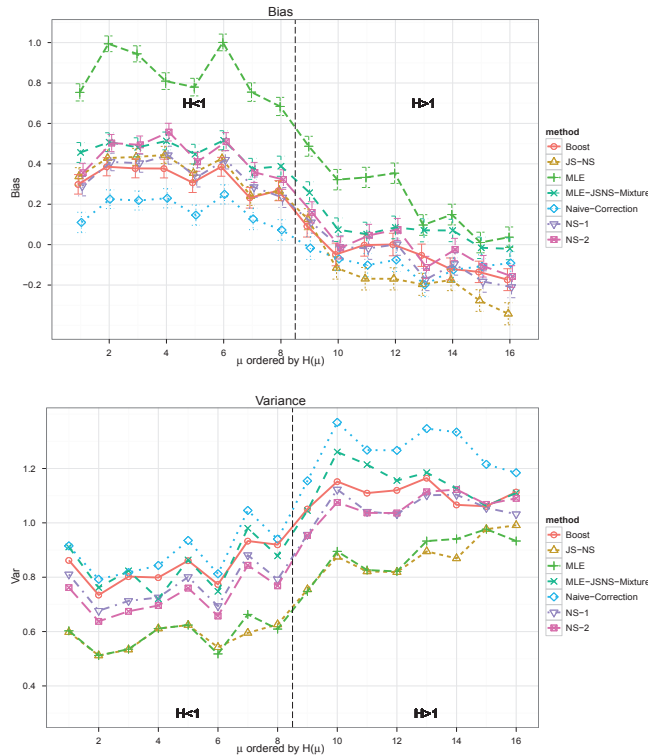 Bias
1.0
0.8
0.6
0.4
0.2
0.0
−0.2
Bias
H<1
H>1
2 4 6 8 10 12 14 16
μ ordered by H(μ)
method
Boost
JS−NS
MLE
MLE−JSNS−Mixture
Naive−Correction
NS−1
NS−2
Variance
1.2
1.0
0.8
0.6
0.4
Var
H<1
H>1
2 4 6 8 10 12 14 16
μ ordered by H(μ)
method
Boost
JS−NS
MLE
MLE−JSNS−Mixture
Naive−Correction
NS−1
NS−2